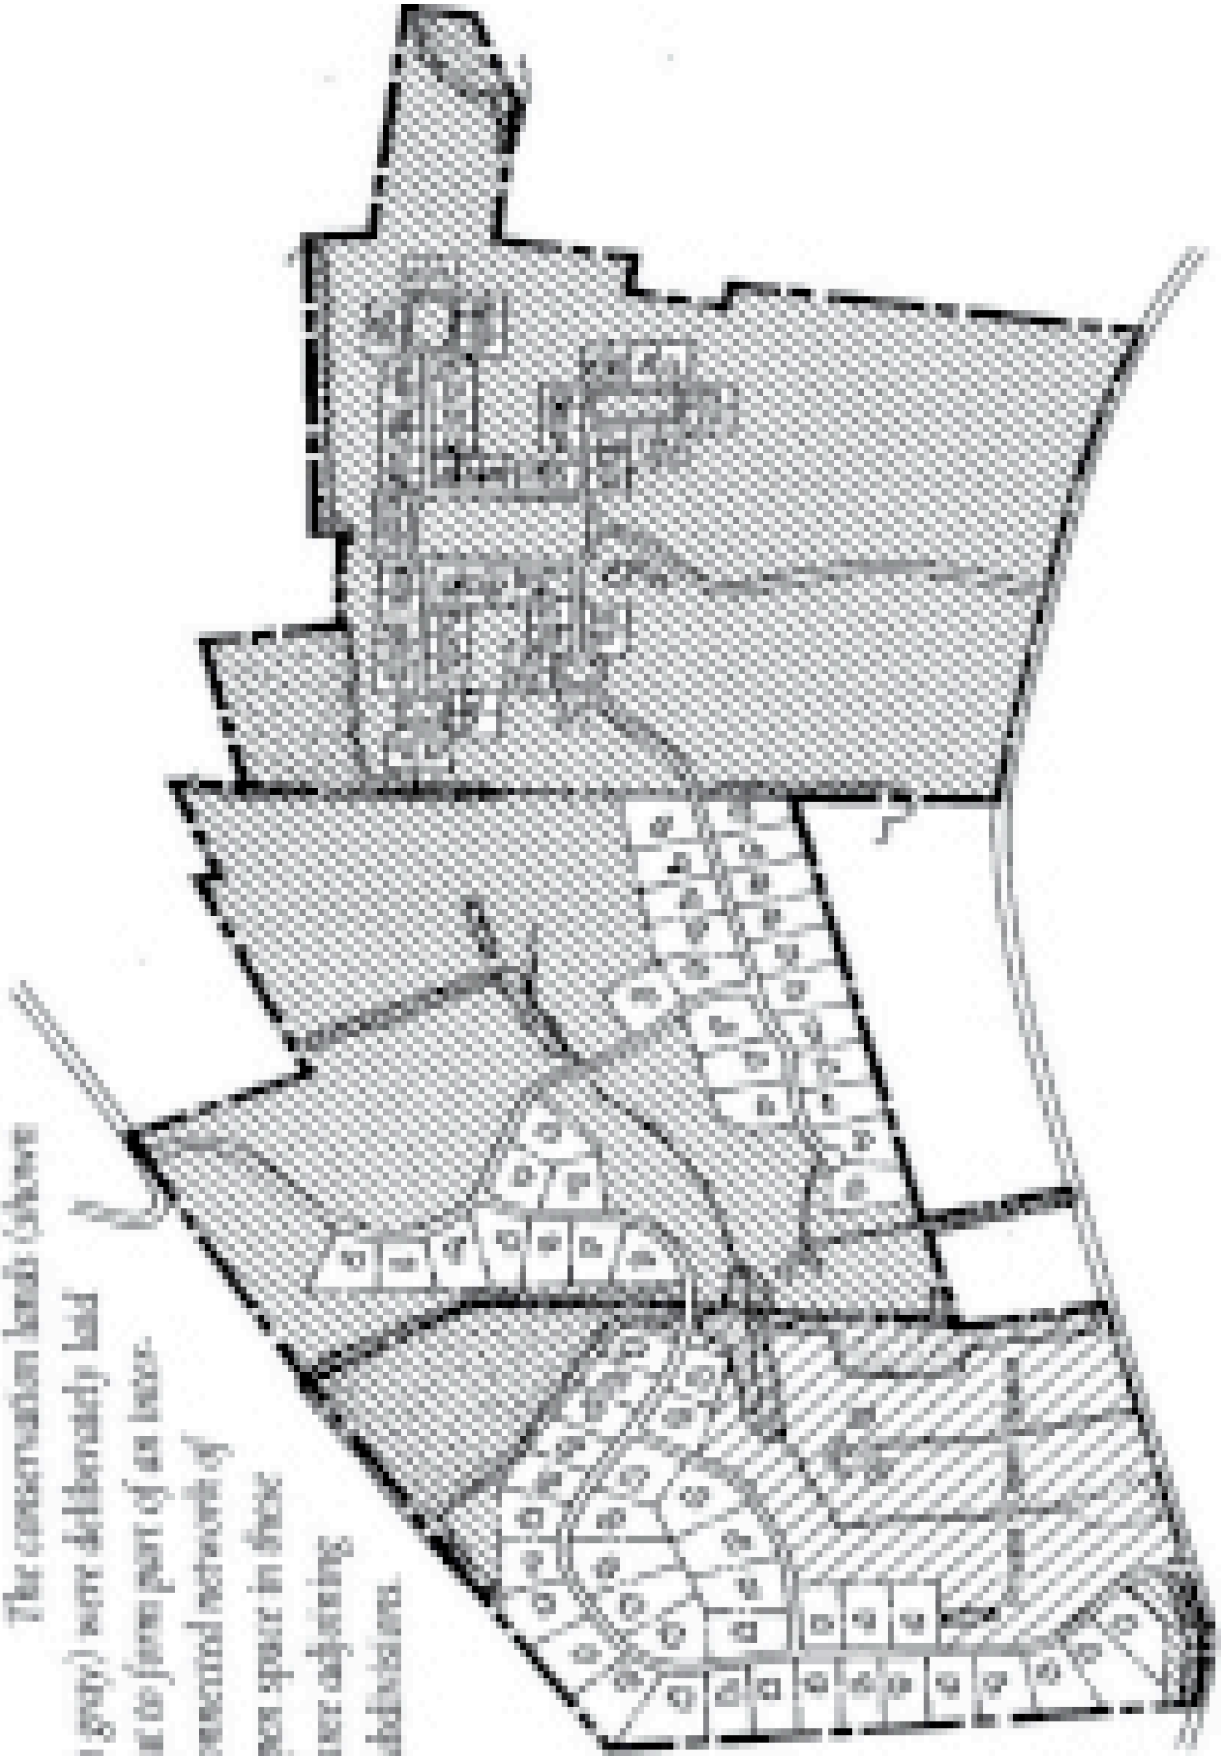 The conservation lands (shown
gray) were deliberately laid
to form part of an inter-
network of
space in these
adjoining